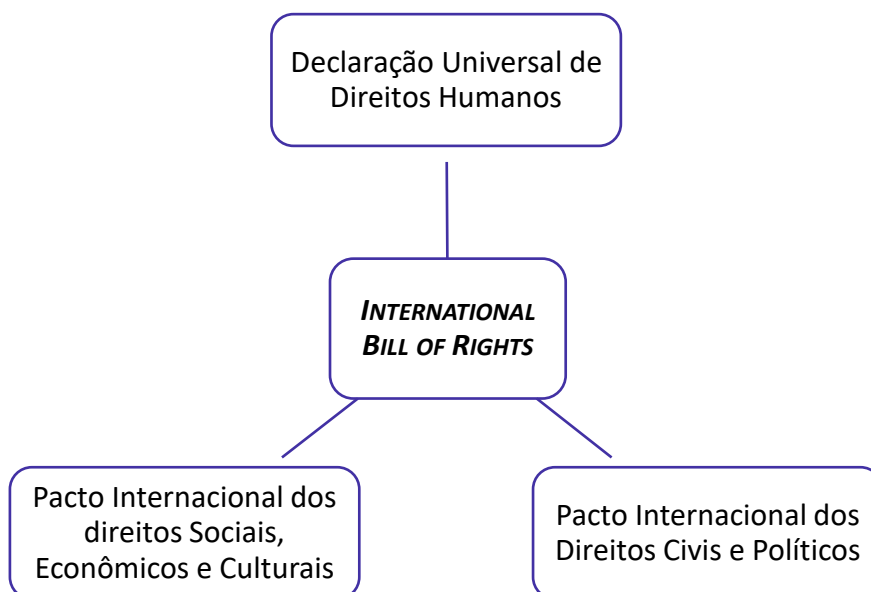 Declaração Universal de
Direitos Humanos
INTERNATIONAL
BILL OF RIGHTS
Pacto Internacional dos
direitos Sociais,
Econômicos e Culturais
Pacto Internacional dos
Direitos Civis e Políticos